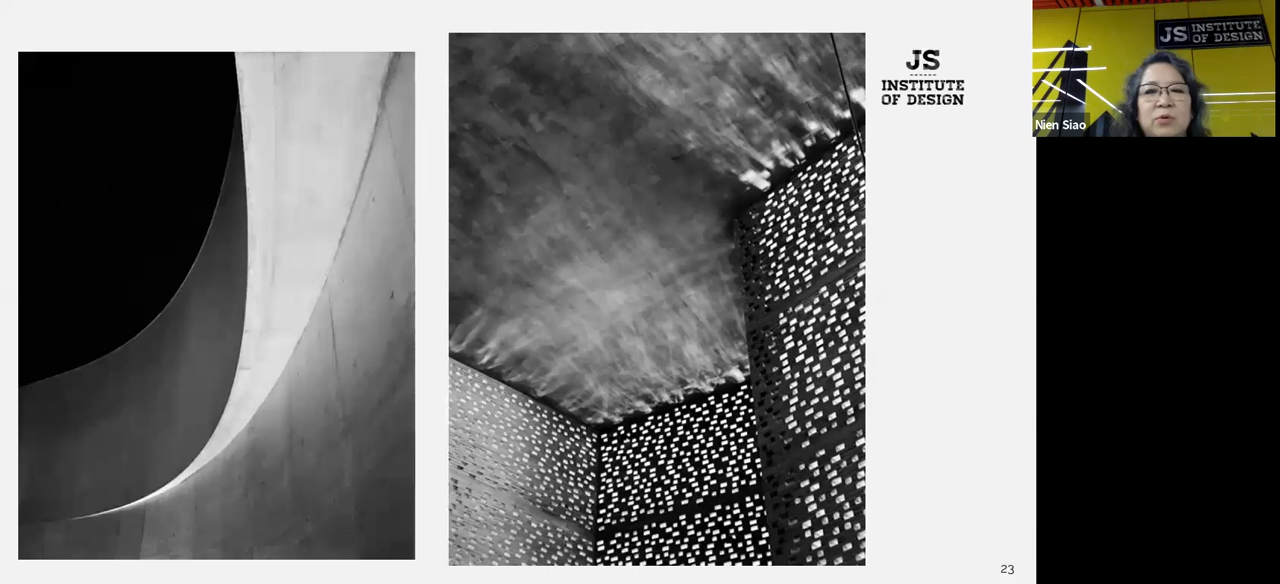 JS
INSTITUTE
OF DESIGN
23
JS INSTITUTE
OF DESIGN
Nien Siao